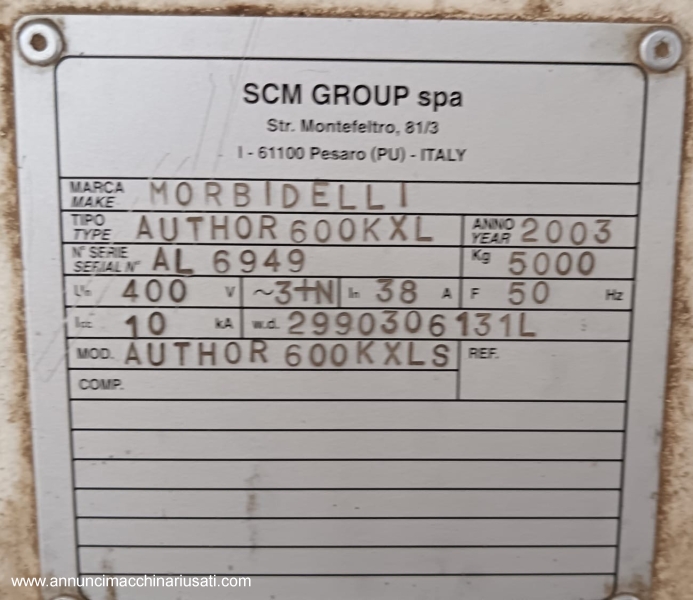 SCM GROUP spa
Str. Montefeltro, 81/3
I - 61100 Pesaro (PU) - ITALY
MARCA
MAKE MORBIDELLI
TIPO
TYPE AUTHOR 600KXL ANNO
YEAR 2003
N° SERIE
SERIAL N° AL 6949 Kg 5000
400 V ~3+N In 38 A F 50 Hz
Icc 10 kA w.d. 2990306131L
MOD. AUTHOR 600KXLS REF.
COMP.
www.annuncimacchinariusati.com